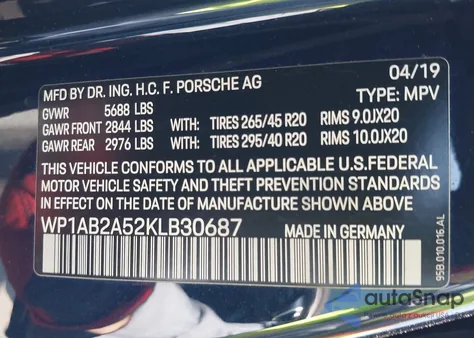 MFD BY DR. ING. H.C. F. PORSCHE AG 04/19
GVWR 5688 LBS TYPE: MPV
GAWR FRONT 2844 LBS WITH: TIRES 265/45 R20 RIMS 9.0JX20
GAWR REAR 2976 LBS WITH: TIRES 295/40 R20 RIMS 10.0JX20
THIS VEHICLE CONFORMS TO ALL APPLICABLE U.S.FEDERAL
MOTOR VEHICLE SAFETY AND THEFT PREVENTION STANDARDS
IN EFFECT ON THE DATE OF MANUFACTURE SHOWN ABOVE
WP1AB2A52KLB30687 MADE IN GERMANY
95B.010.016.AL
autoSnap